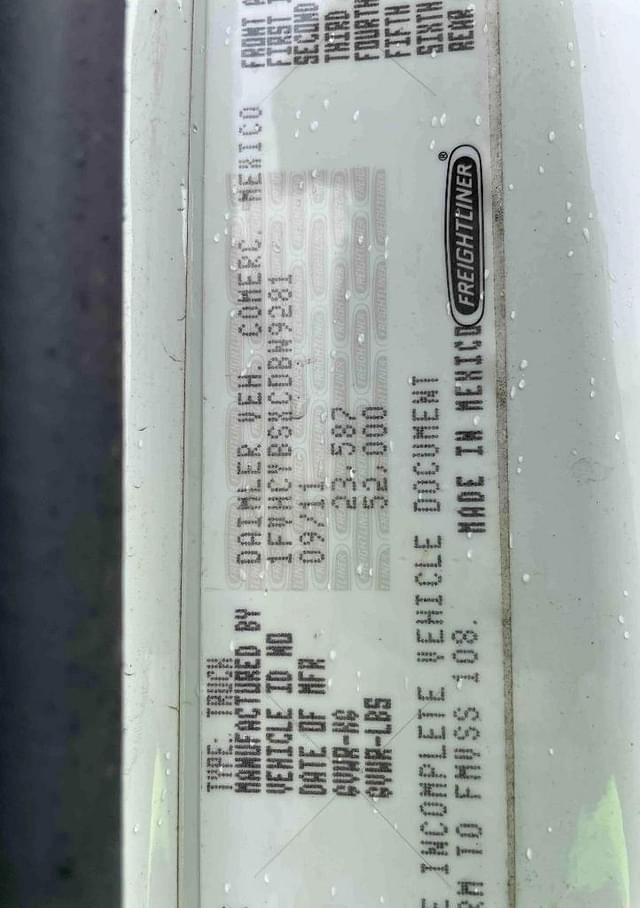 TYPE: TRUCK
MANUFACTURED BY DAIMLER VEH. COMERC. MEXICO
VEHICLE ID NO 1FVHCYBSXCDBW9281
DATE OF MFR 09/11
GVWR-KG 23,587
GVWR-LBS 52,000
FRONT
FIRST
SECOND
THIRD
FOURTH
FIFTH
SIXTH
REAR
INCOMPLETE VEHICLE DOCUMENT
TO FMVSS 108.
MADE IN MEXICO
FREIGHTLINER ®